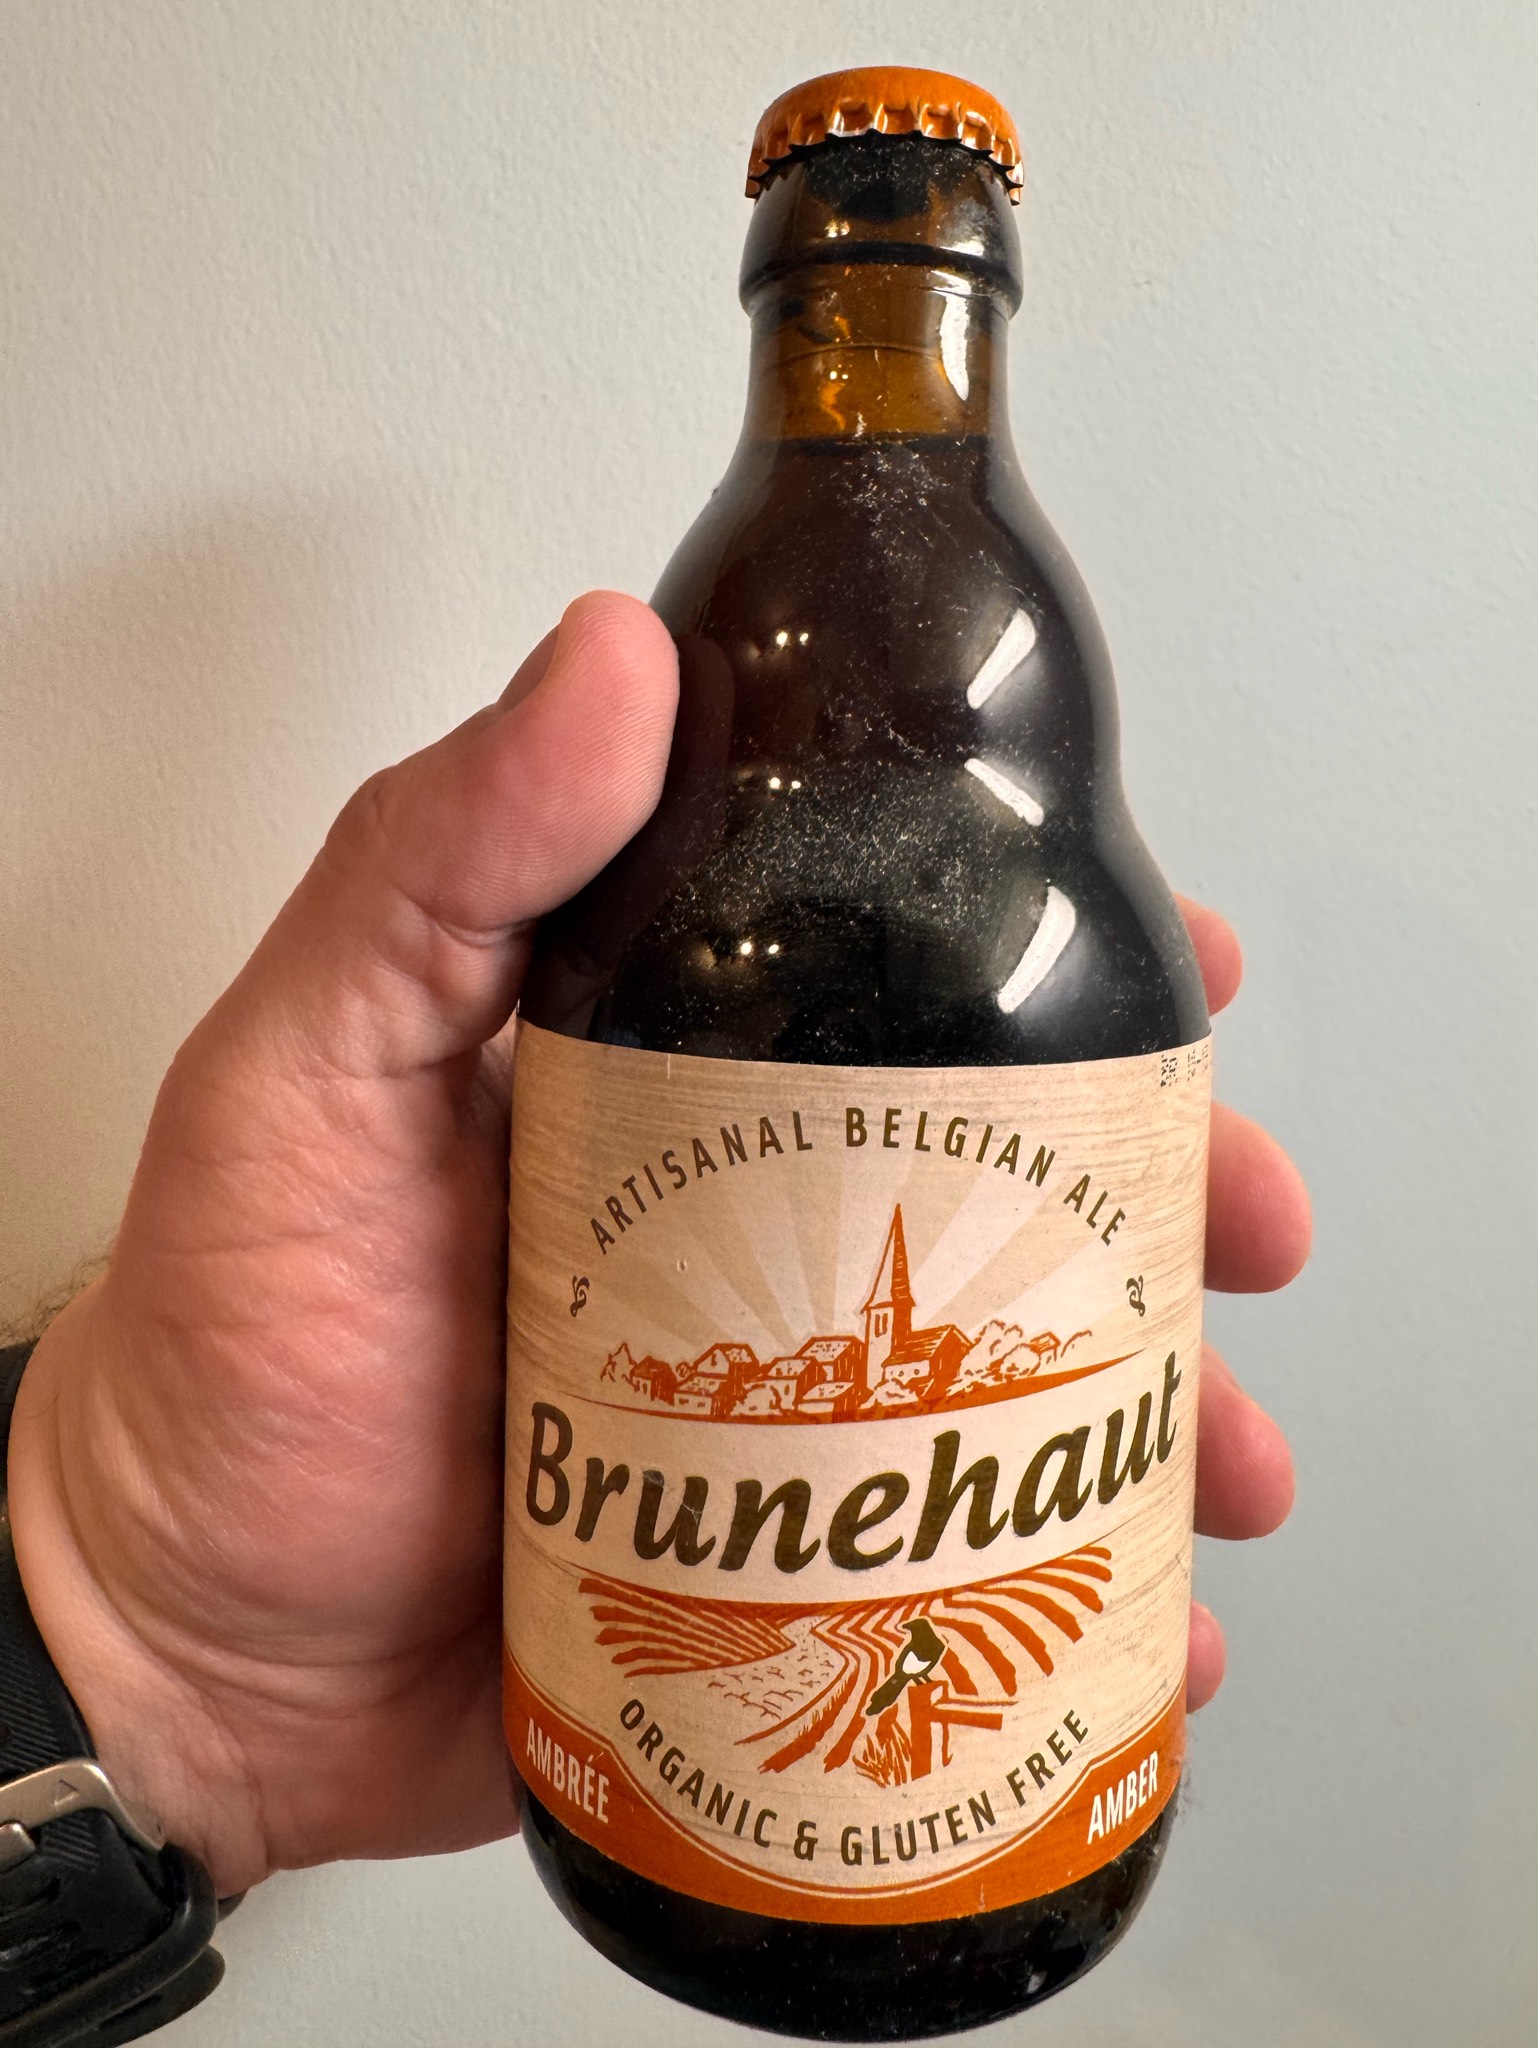 ARTISANAL BELGIAN ALE
Brunehaut
ORGANIC & GLUTEN FREE
AMBRÉE
AMBER